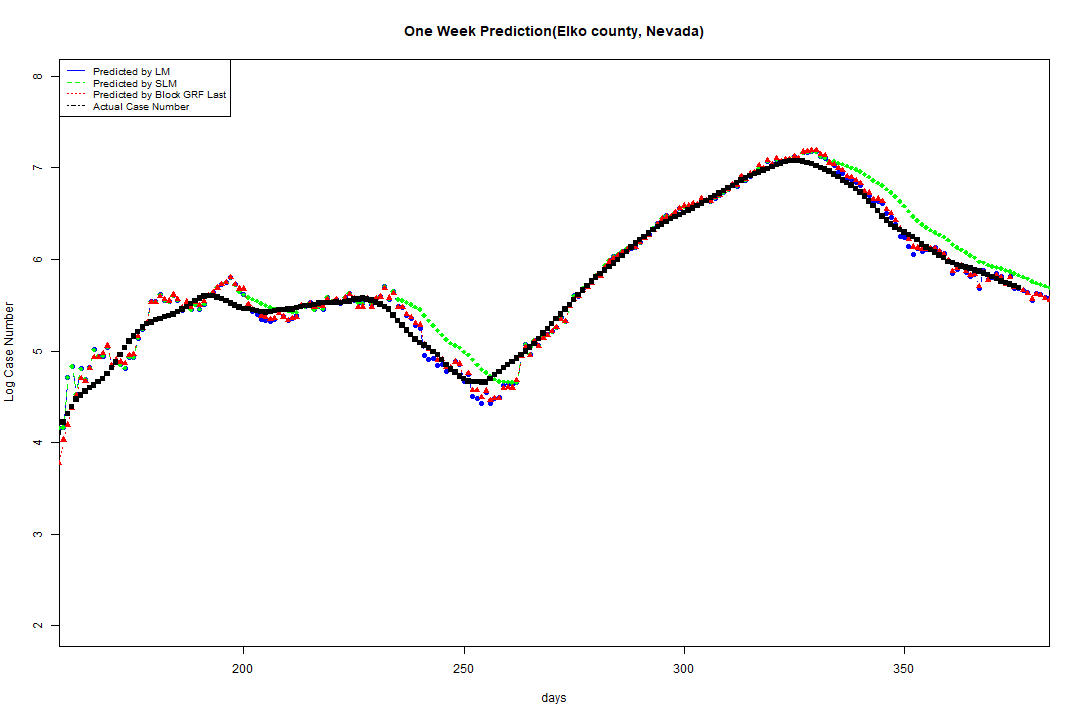 One Week Prediction(Elko county, Nevada)
Predicted by LM
Predicted by SLM
Predicted by Block GRF Last
Actual Case Number
8
7
6
5
4
3
2
Log Case Number
200
250
300
350
days